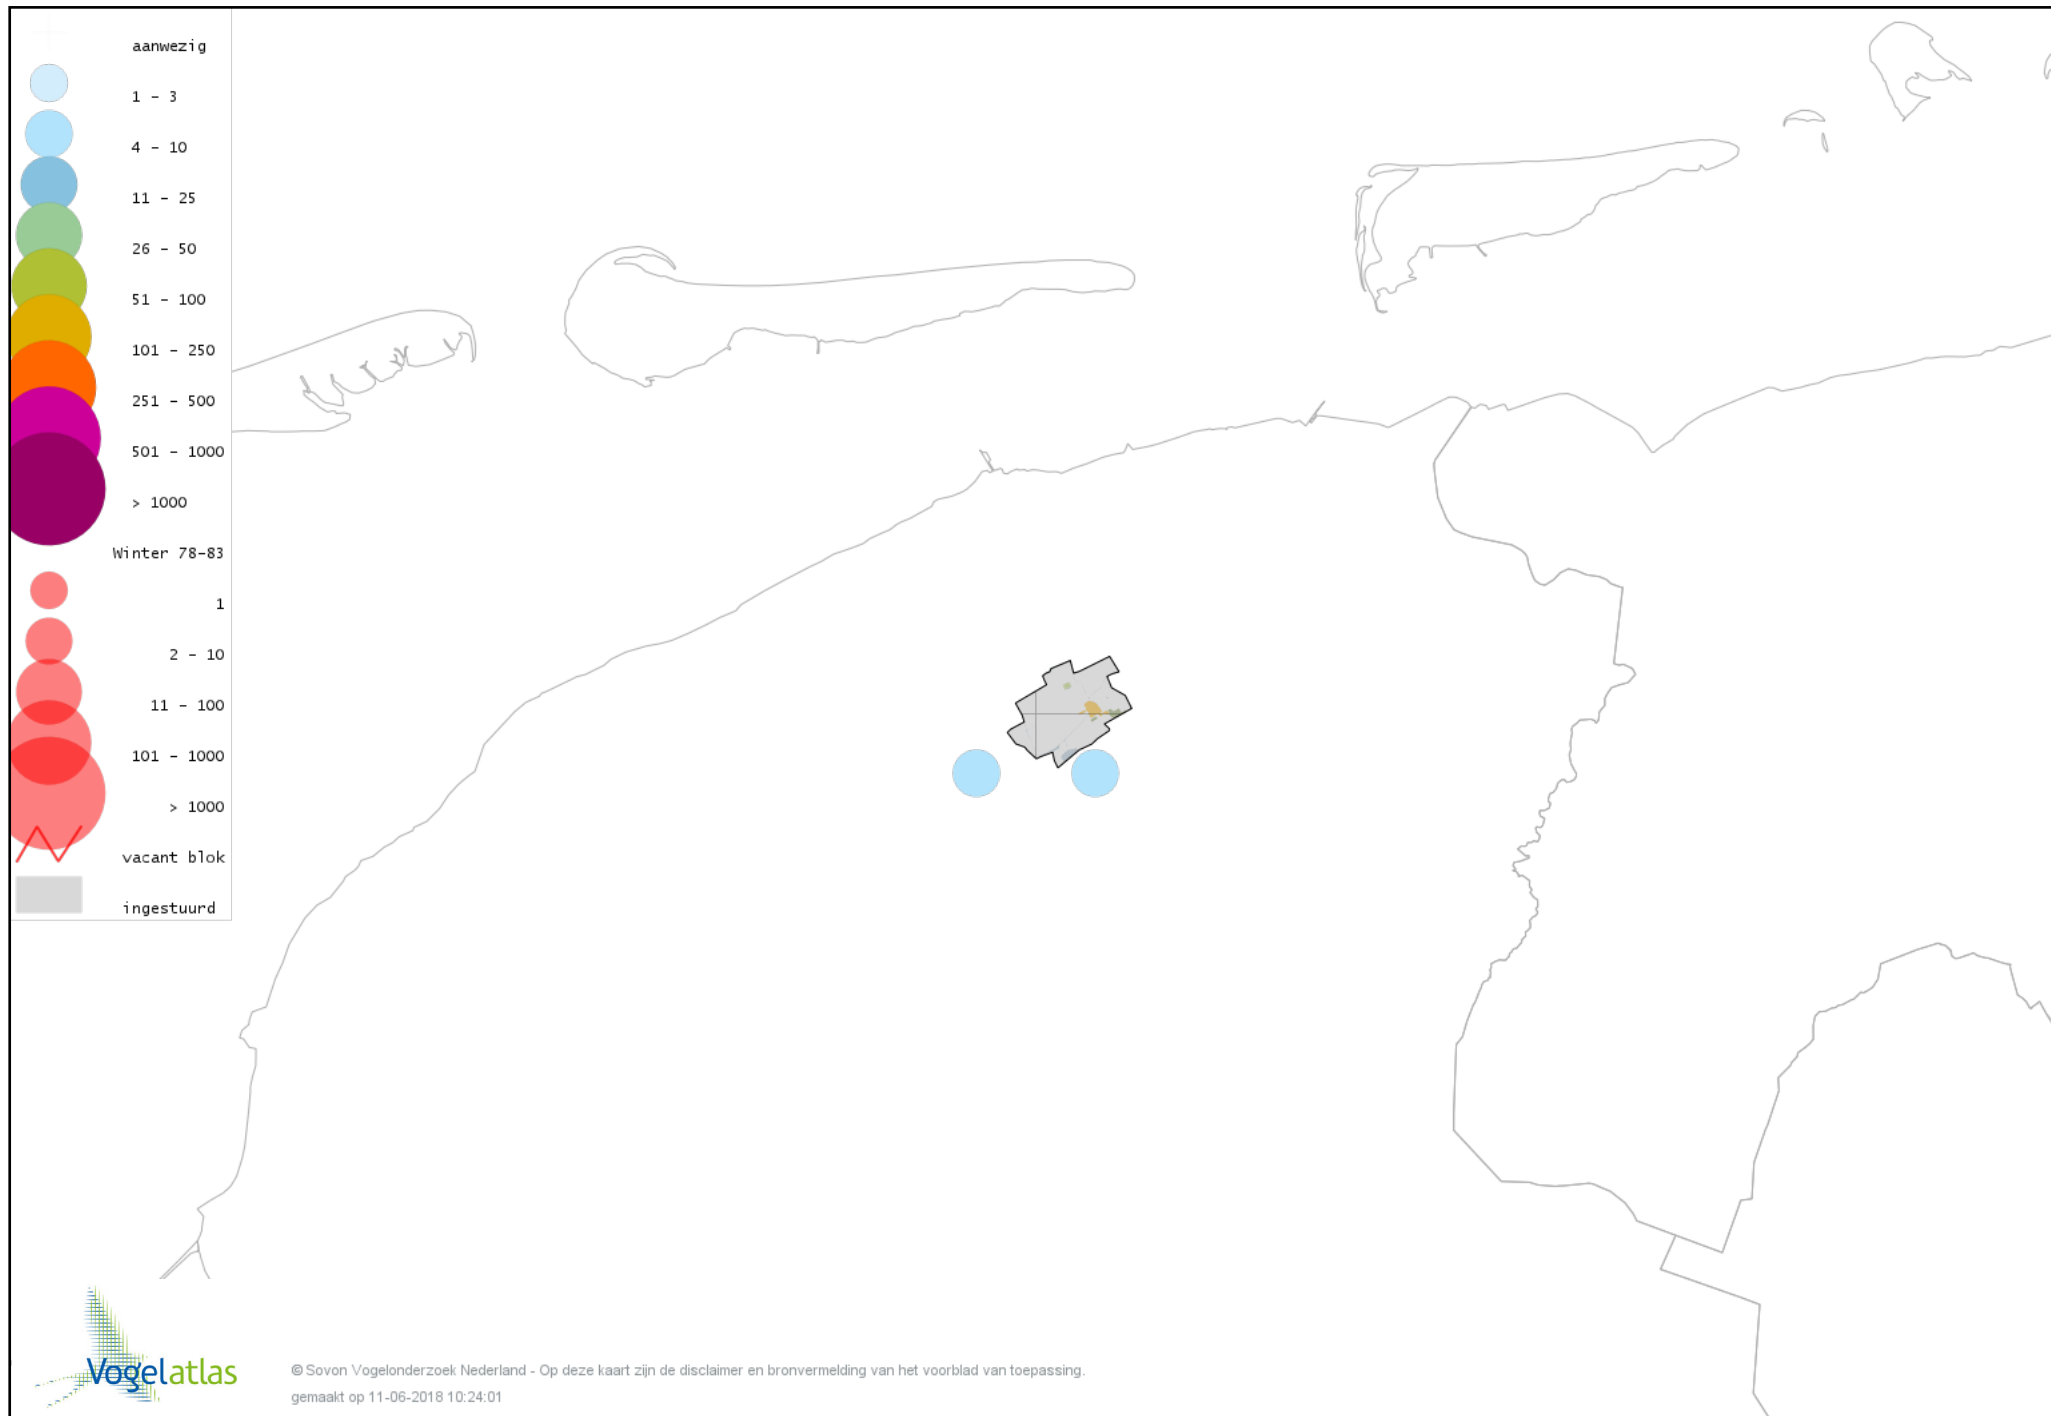 aanwezig
1 - 3
4 - 10
11 - 25
26 - 50
51 - 100
101 - 250
251 - 500
501 - 1000
> 1000
Winter 78-83
1
2 - 10
11 - 100
101 - 1000
> 1000
vacant blok
ingestuurd
Vogelatlas
© Sovon Vogelonderzoek Nederland - Op deze kaart zijn de disclaimer en bronvermelding van het voorblad van toepassing.
gemaakt op 11-06-2018 10:24:01